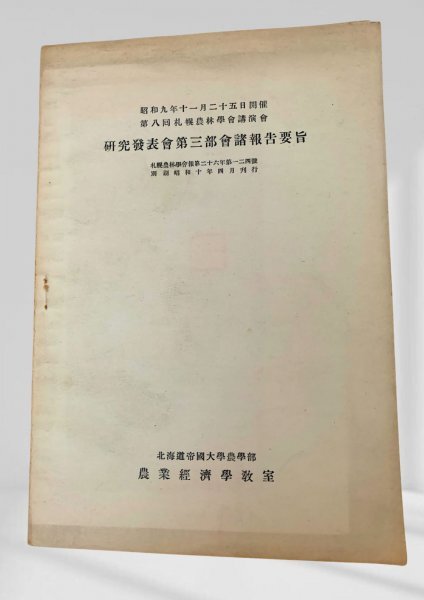 昭和九年十一月二十五日開催
第八回札幌農林學會講演會
研究發表會第三部會諸報告要旨
札幌農林學會報第二十六年第一二四號
別刷昭和十年四月刊行
北海道帝國大學農學部
農業經濟學教室